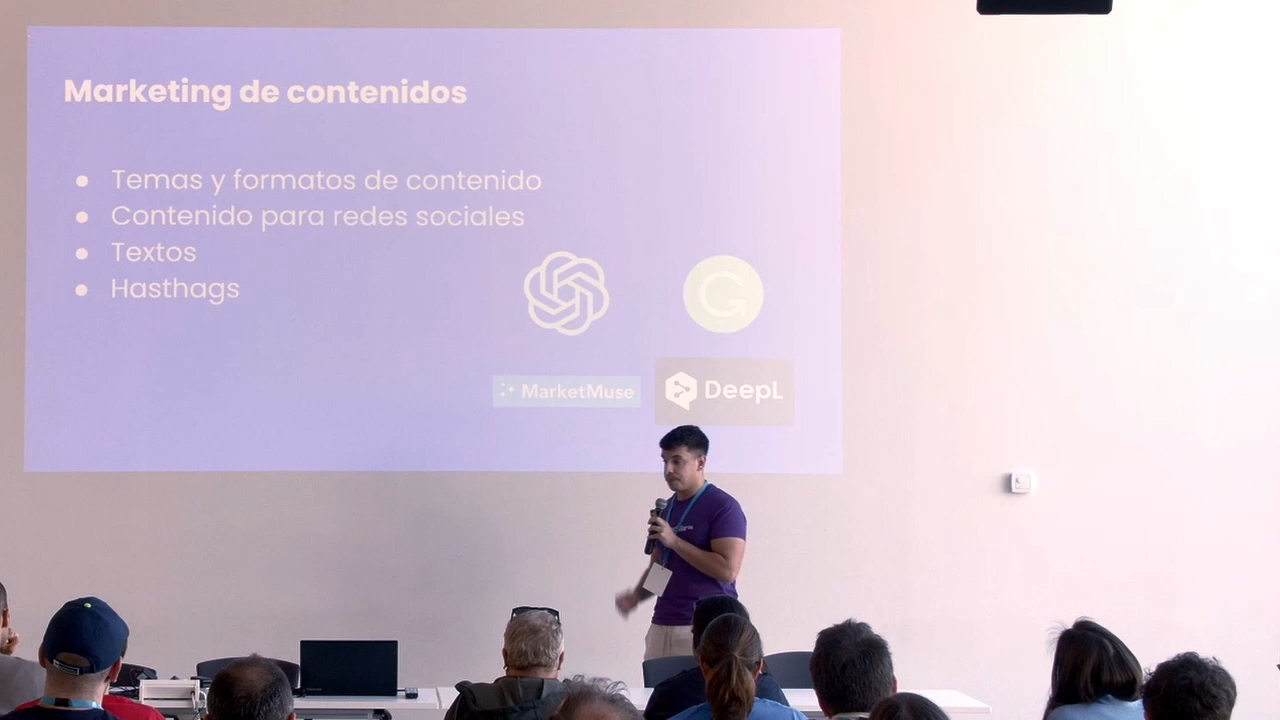 Marketing de contenidos
Temas y formatos de contenido
Contenido para redes sociales
Textos
Hasthags
G
MarketMuse
DeepL